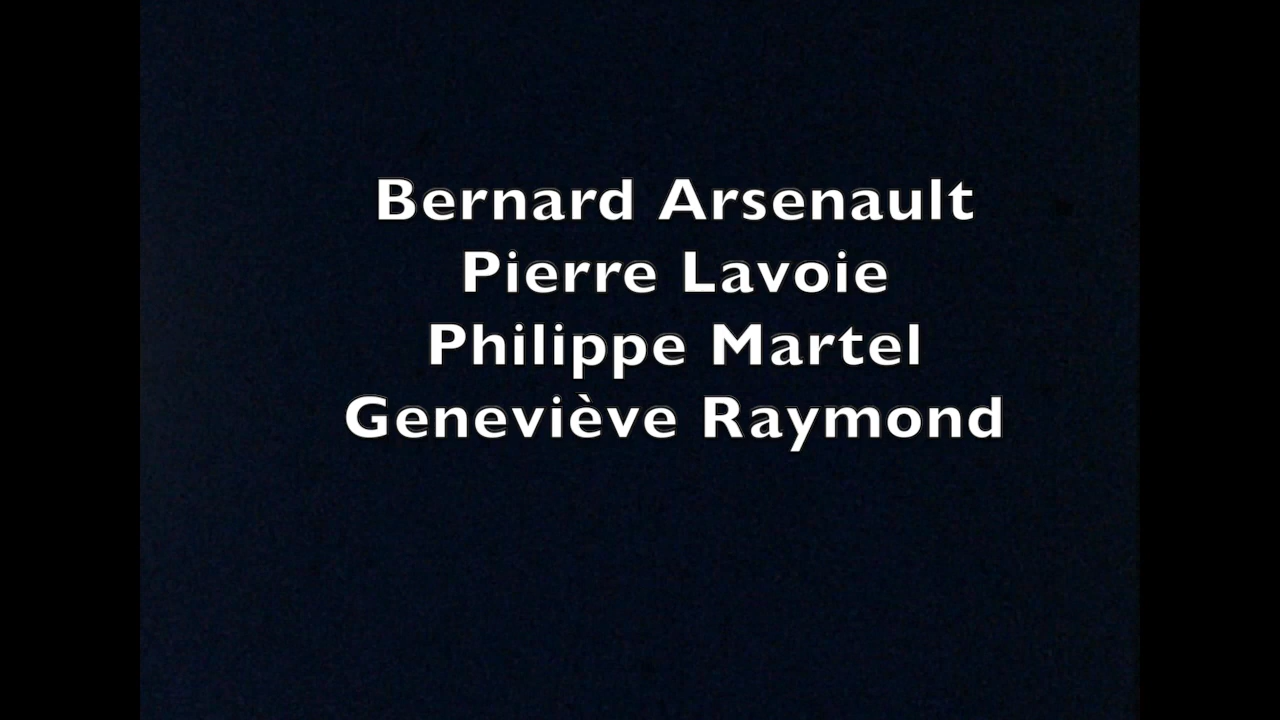 Bernard Arsenault
Pierre Lavoie
Philippe Martel
Geneviève Raymond